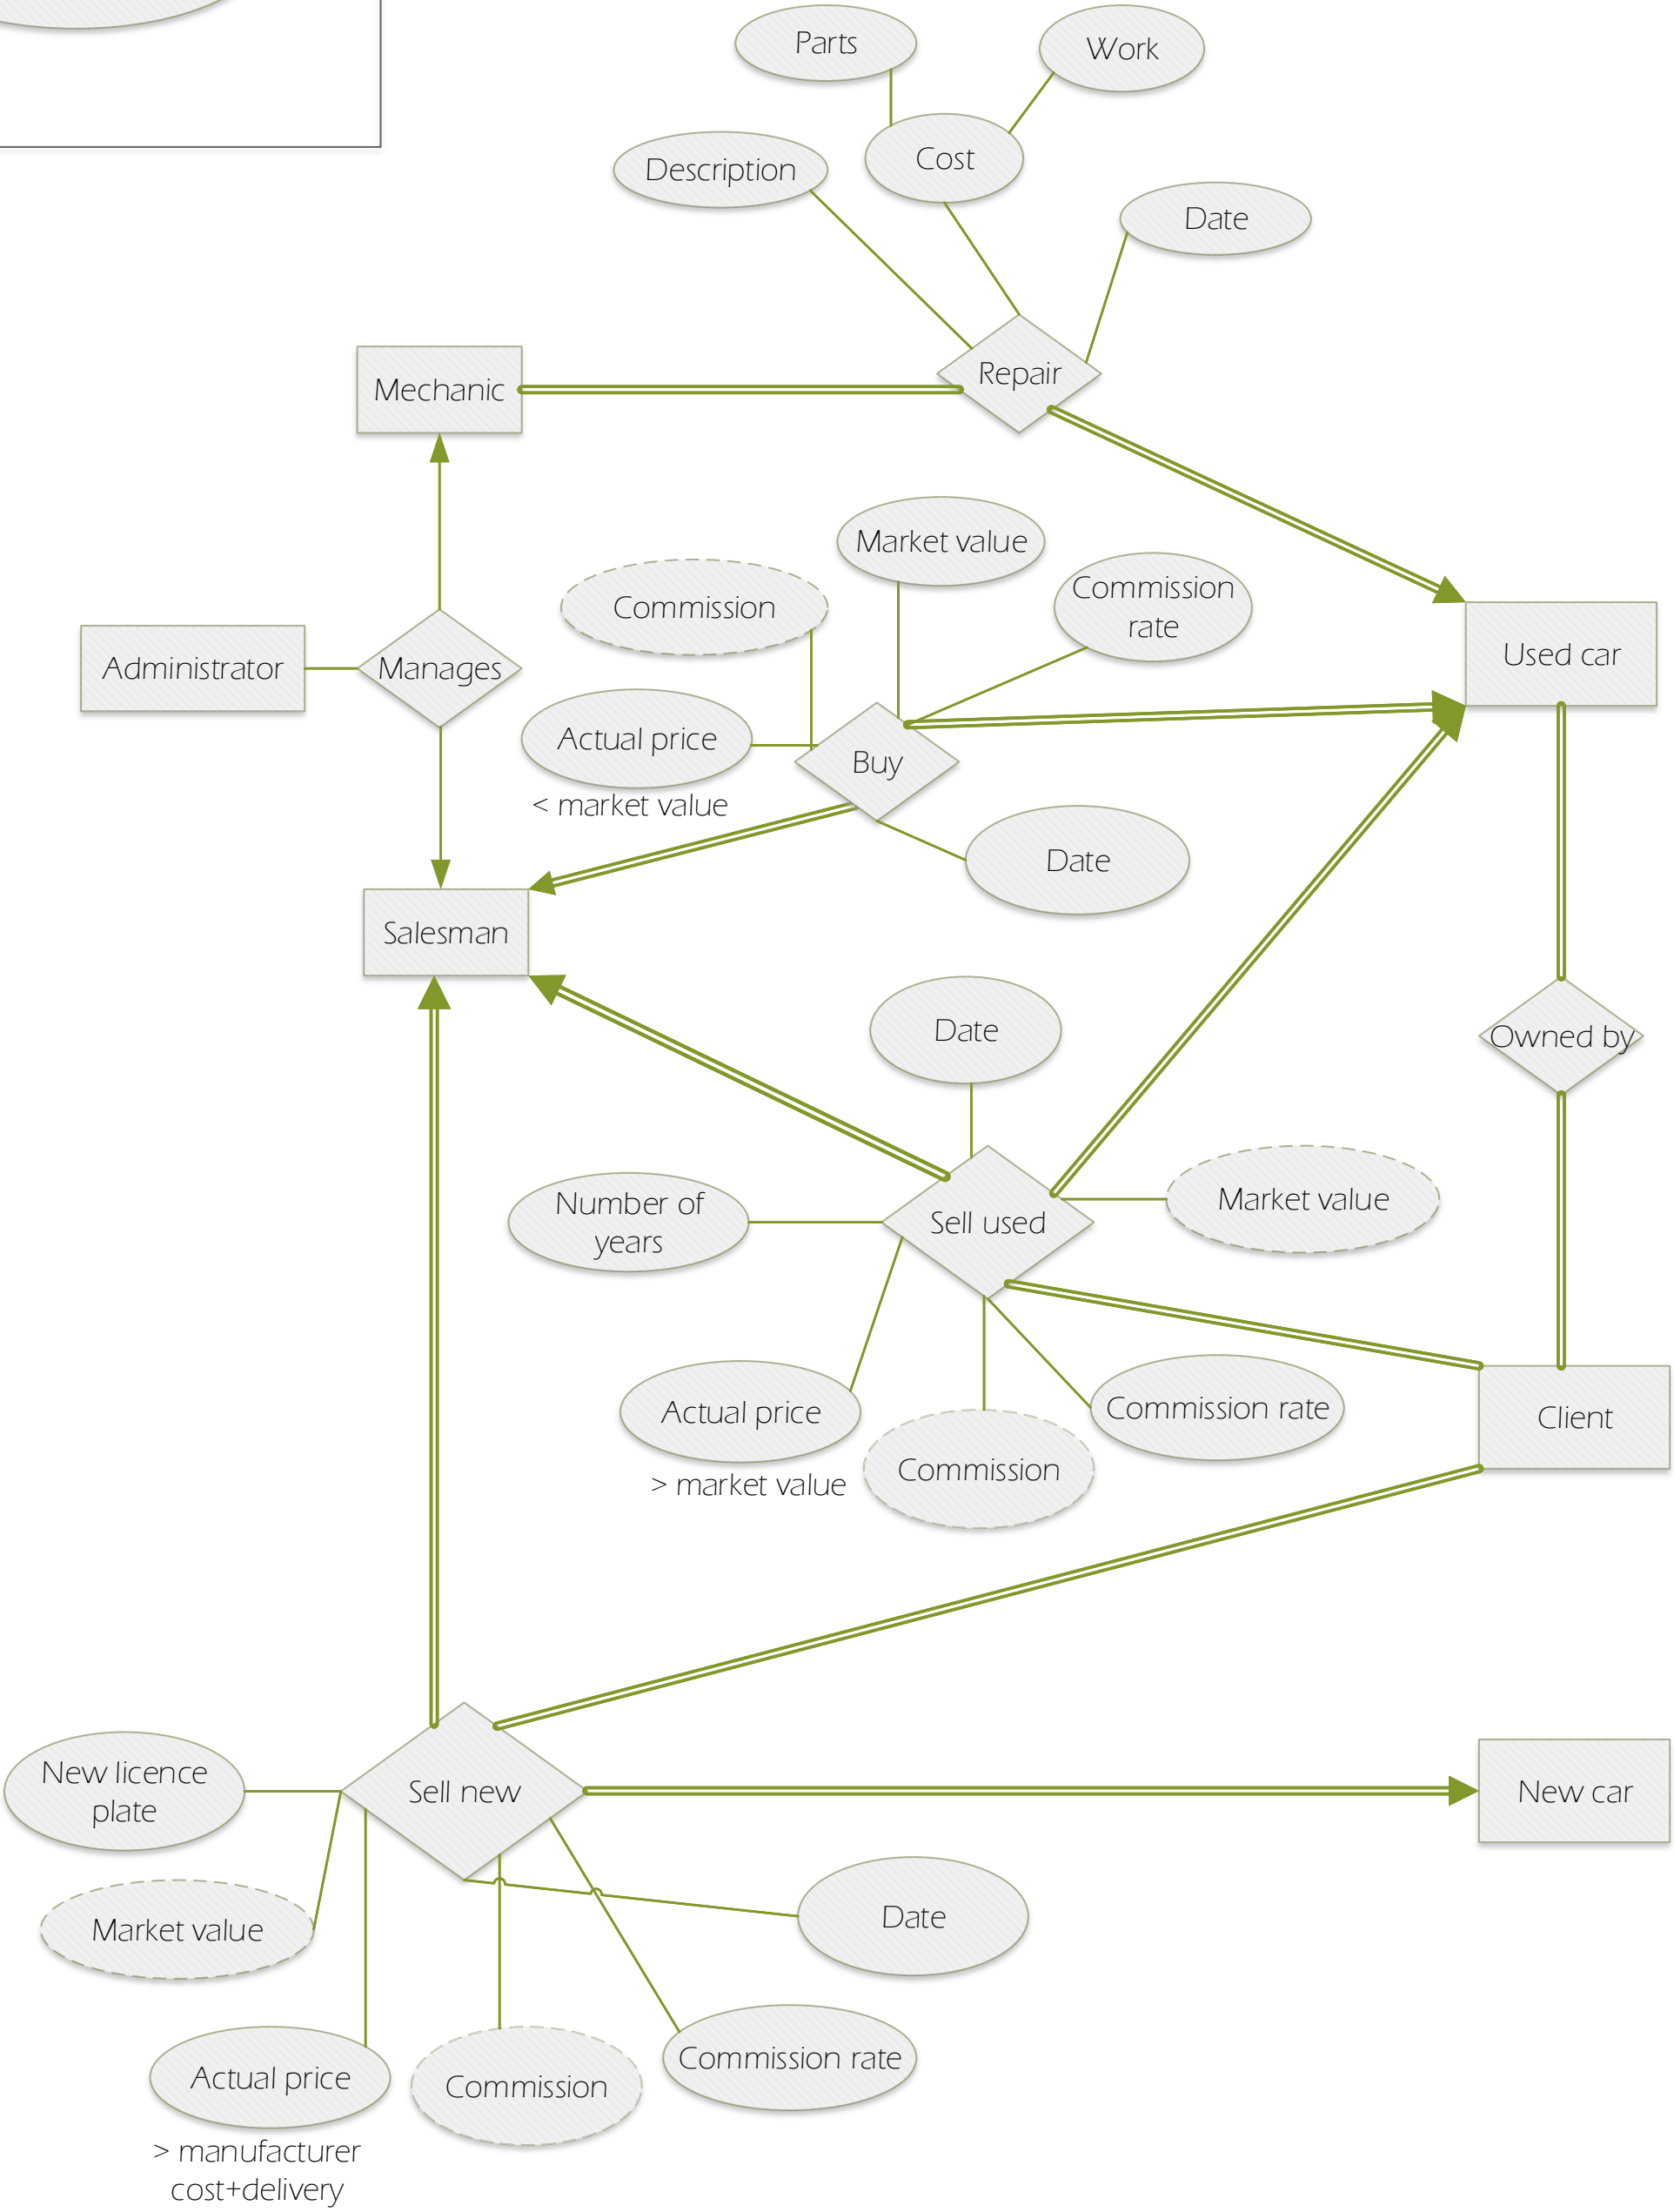 Parts
Work
Cost
Description
Date
Repair
Mechanic
Market value
Commission
rate
Commission
Used car
Administrator
Manages
Actual price
Buy
< market value
Date
Salesman
Date
Owned by
Number of
years
Sell used
Market value
Actual price
Commission rate
Client
> market value
Commission
New licence
plate
Sell new
New car
Market value
Date
Actual price
Commission
Commission rate
> manufacturer
cost+delivery